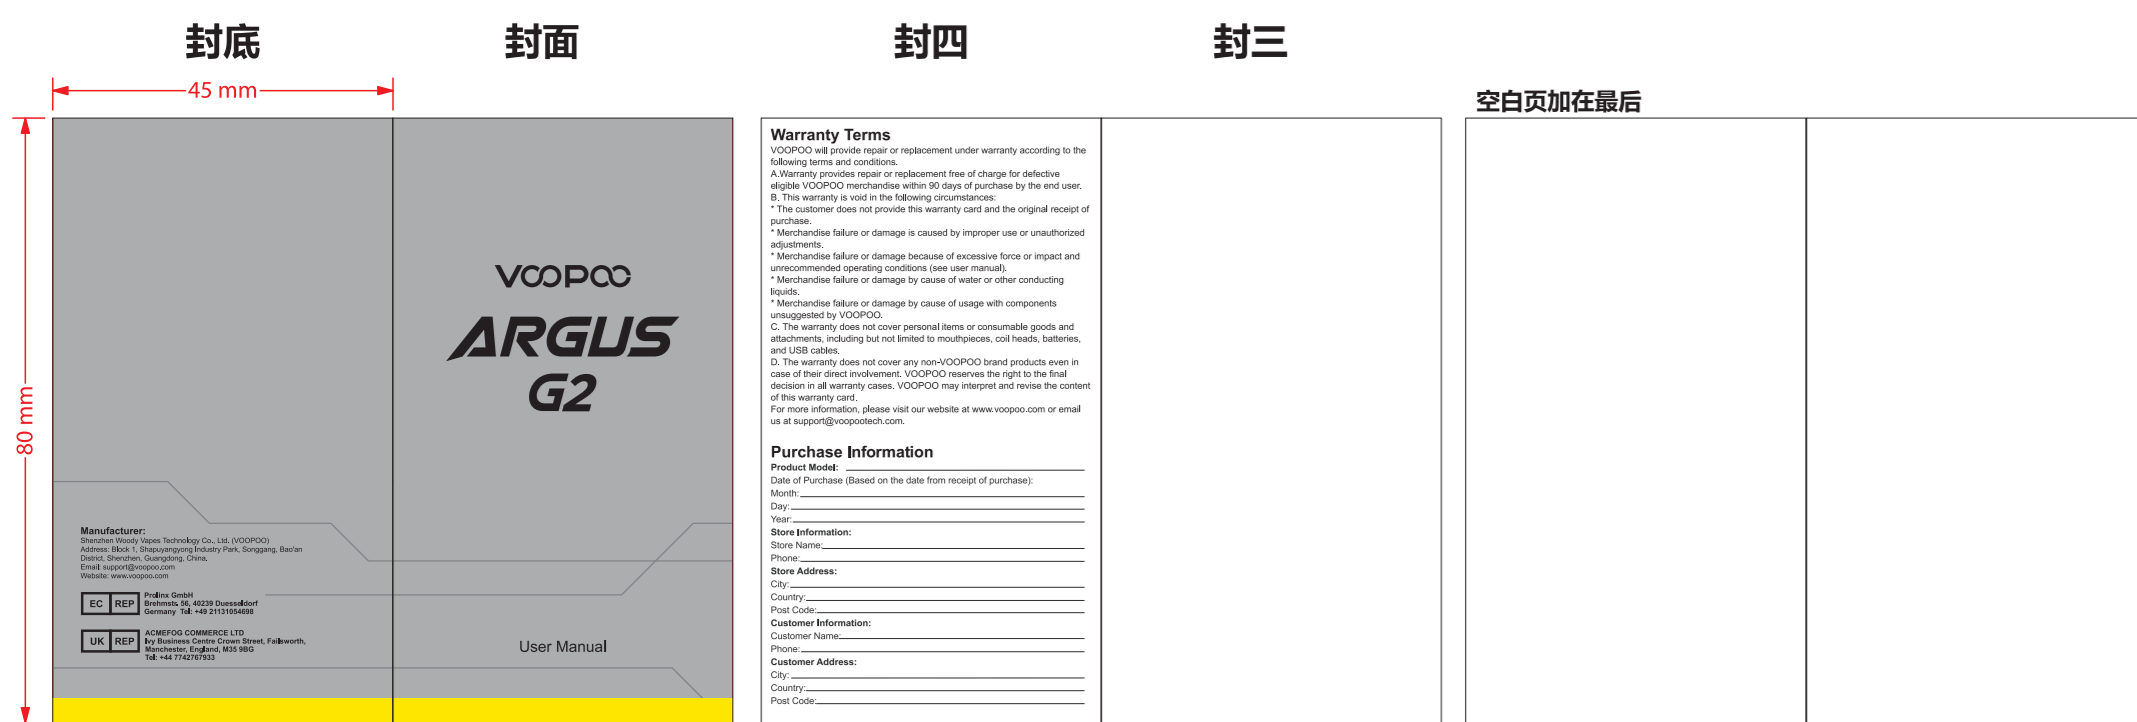 封底
封面
封四
封三
45 mm
80 mm
空白页加在最后
VOOPOO
ARGUS
G2
User Manual
Manufacturer:
Shenzhen Woody Vapes Technology Co., Ltd. (VOOPOO)
Address: Block 1, Shapuyangyong Industry Park, Songgang, Bao'an
District, Shenzhen, Guangdong, China.
Email: support@voopoo.com
Website: www.voopoo.com
EC REP
Prolinx GmbH
Brehmstr. 56, 40239 Duesseldorf
Germany Tel: +49 21131054698
UK REP
ACMEFOG COMMERCE LTD
Ivy Business Centre Crown Street, Failsworth,
Manchester, England, M35 9BG
Tel: +44 7742767933
Warranty Terms
VOOPOO will provide repair or replacement under warranty according to the
following terms and conditions.
A.Warranty provides repair or replacement free of charge for defective
eligible VOOPOO merchandise within 90 days of purchase by the end user.
B. This warranty is void in the following circumstances:
* The customer does not provide this warranty card and the original receipt of
purchase.
* Merchandise failure or damage is caused by improper use or unauthorized
adjustments.
* Merchandise failure or damage because of excessive force or impact and
unrecommended operating conditions (see user manual).
* Merchandise failure or damage by cause of water or other conducting
liquids.
* Merchandise failure or damage by cause of usage with components
unsuggested by VOOPOO.
C. The warranty does not cover personal items or consumable goods and
attachments, including but not limited to mouthpieces, coil heads, batteries,
and USB cables.
D. The warranty does not cover any non-VOOPOO brand products even in
case of their direct involvement. VOOPOO reserves the right to the final
decision in all warranty cases. VOOPOO may interpret and revise the content
of this warranty card.
For more information, please visit our website at www.voopoo.com or email
us at support@voopootech.com.
Purchase Information
Product Model:
Date of Purchase (Based on the date from receipt of purchase):
Month:
Day:
Year:
Store Information:
Store Name:
Phone:
Store Address:
City:
Country:
Post Code:
Customer Information:
Customer Name:
Phone:
Customer Address:
City:
Country:
Post Code: